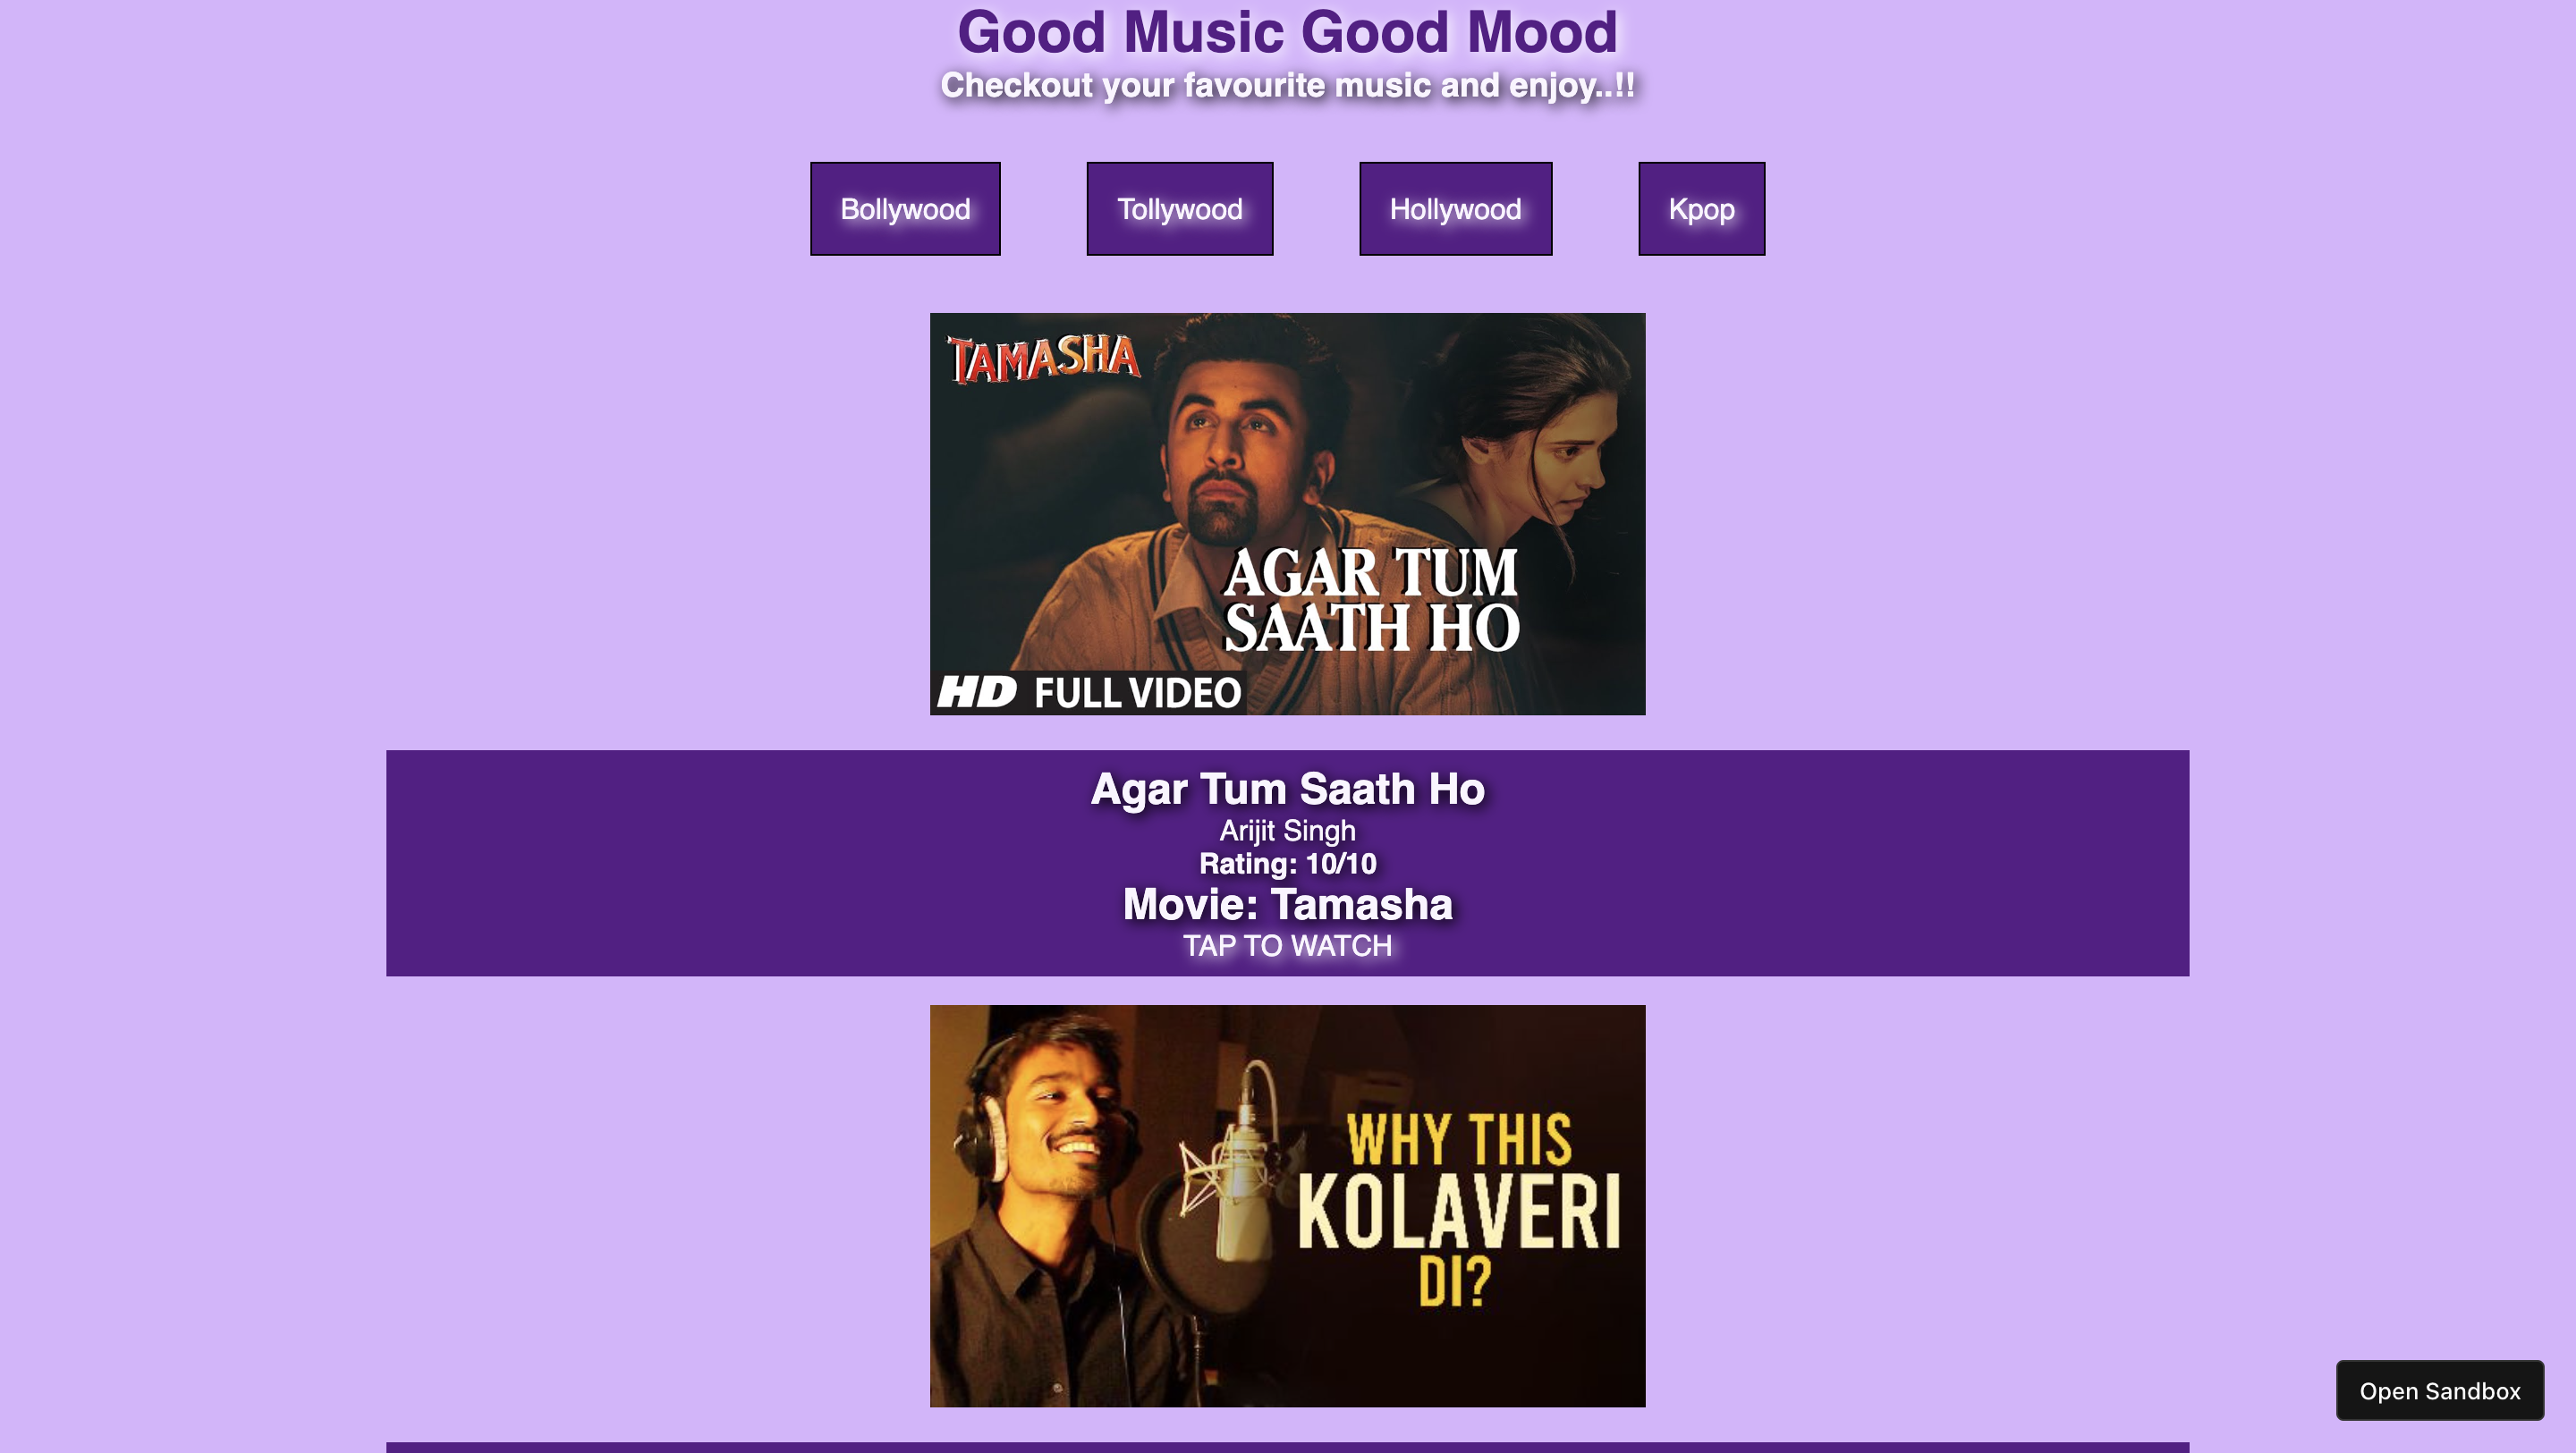 Good Music Good Mood
Checkout your favourite music and enjoy..!!
Bollywood
Tollywood
Hollywood
Kpop
TAMASHA
AGAR TUM
SAATH HO
HD FULL VIDEO
Agar Tum Saath Ho
Arijit Singh
Rating: 10/10
Movie: Tamasha
TAP TO WATCH
WHY THIS
KOLAVERI
DI?
Open Sandbox